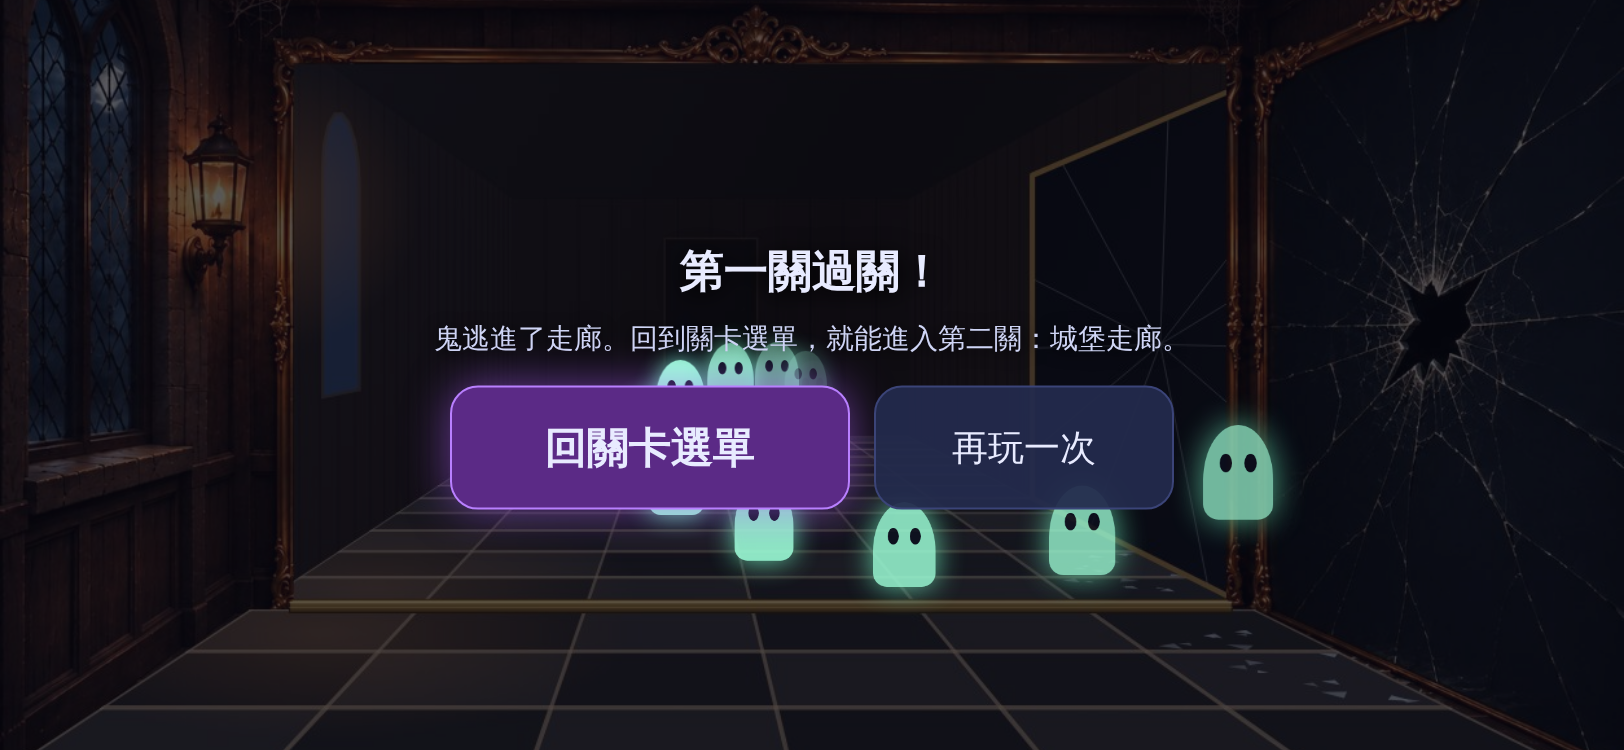 第一關過關！
鬼逃進了走廊。回到關卡選單，就能進入第二關：城堡走廊。
回關卡選單
再玩一次